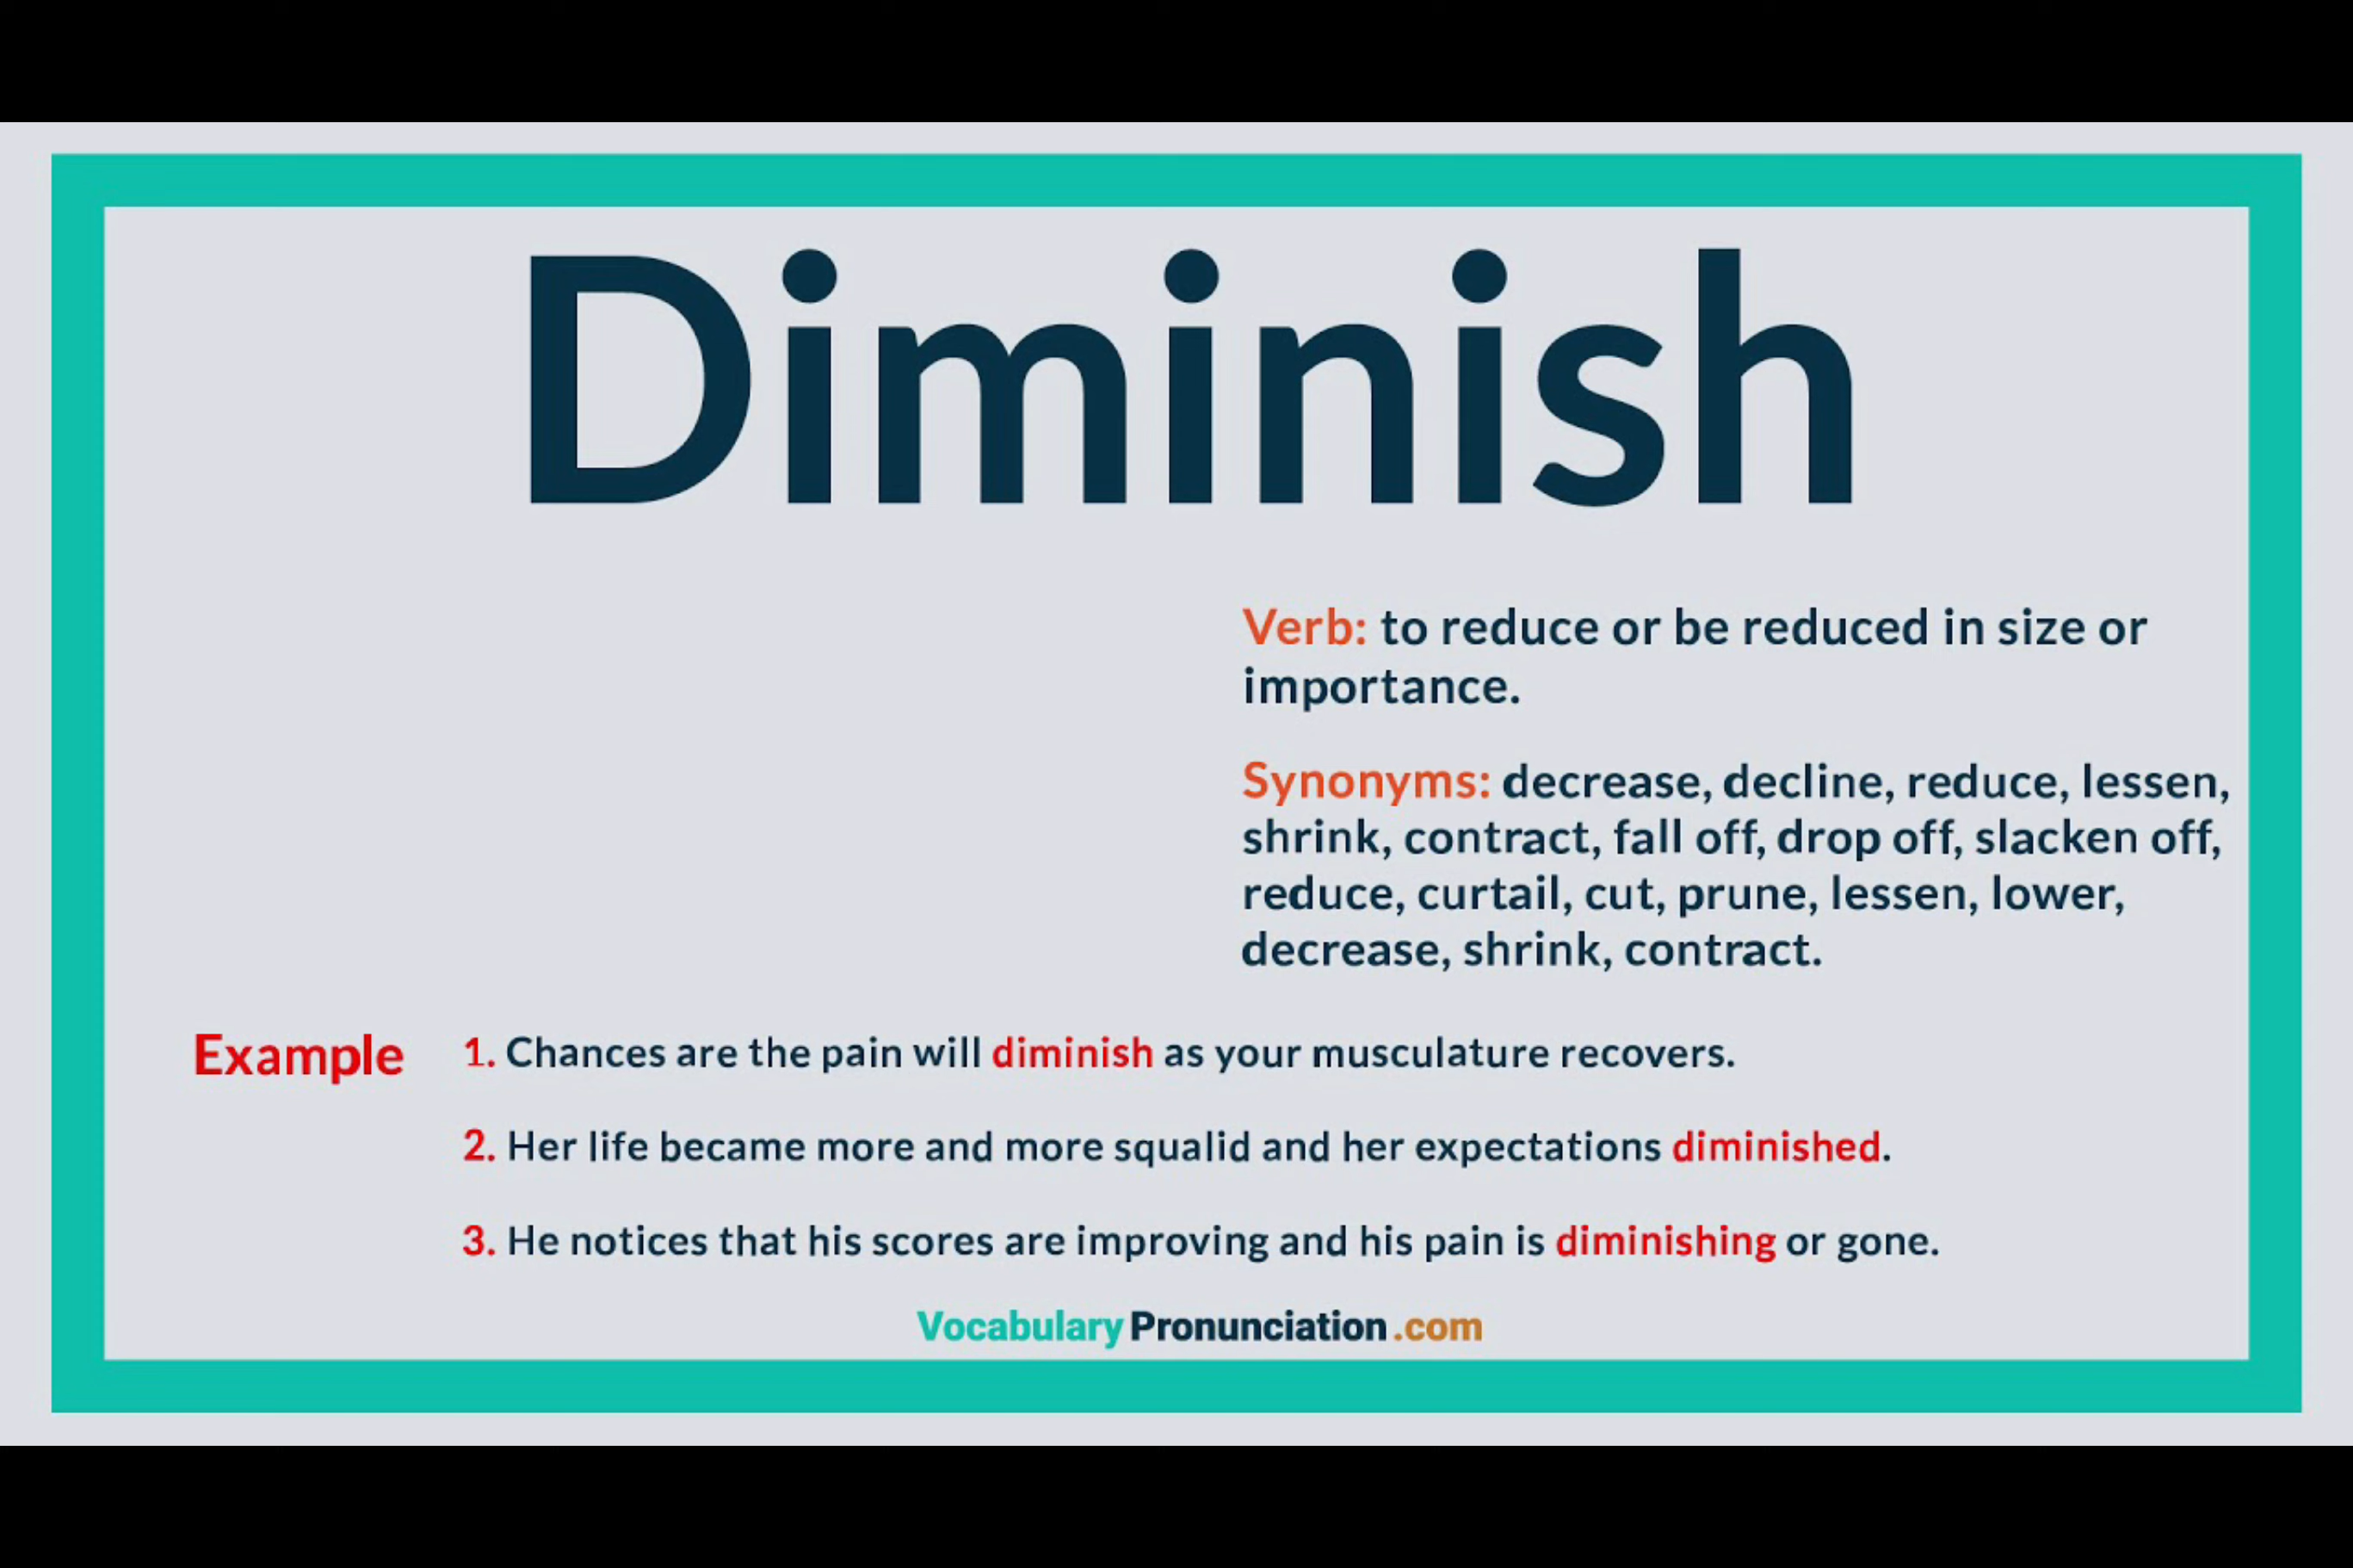 Diminish
Verb: to reduce or be reduced in size or
importance.
Synonyms: decrease, decline, reduce, lessen,
shrink, contract, fall off, drop off, slacken off,
reduce, curtail, cut, prune, lessen, lower,
decrease, shrink, contract.
Example
1. Chances are the pain will diminish as your musculature recovers.
2. Her life became more and more squalid and her expectations diminished.
3. He notices that his scores are improving and his pain is diminishing or gone.
VocabularyPronunciation.com